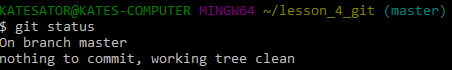 KATESATOR@KATES-COMPUTER MINGW64 ~/lesson_4_git (master)
$ git status
On branch master
nothing to commit, working tree clean